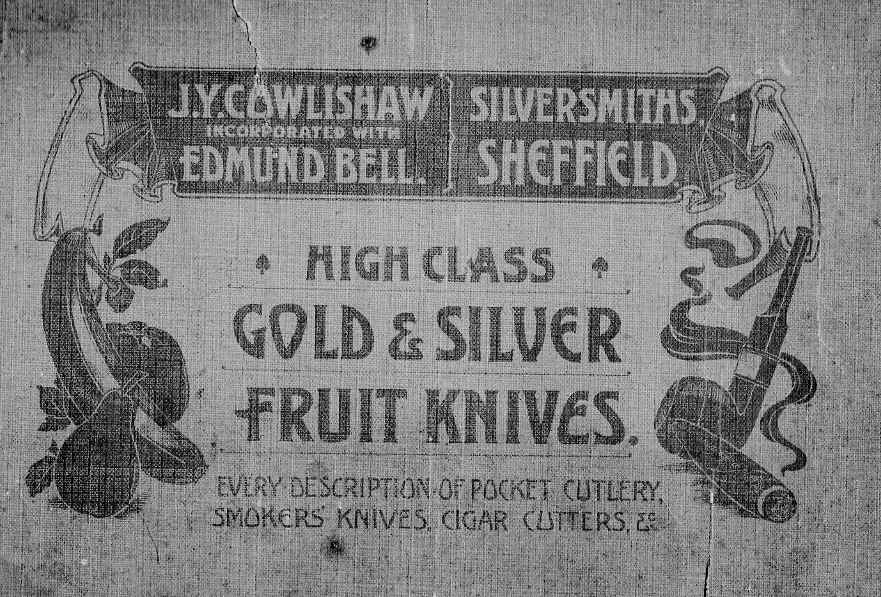 J.Y.COWLISHAW
INCORPORATED WITH
EDMUND BELL.
SILVERSMITHS.
SHEFFIELD
HIGH CLASS
GOLD & SILVER
FRUIT KNIVES.
EVERY DESCRIPTION OF POCKET CUTLERY,
SMOKERS' KNIVES, CIGAR CUTTERS, &c